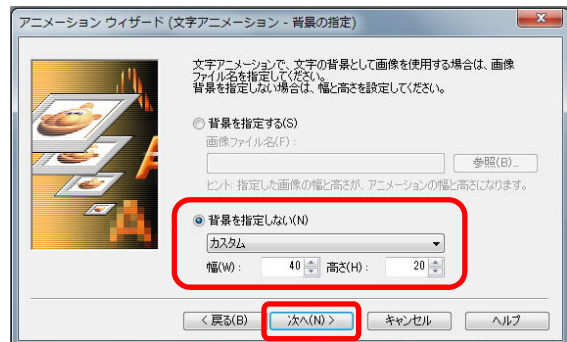 アニメーション ウィザード (文字アニメーション - 背景の指定)
文字アニメーションで、文字の背景として画像を使用する場合は、画像
ファイル名を指定してください。
背景を指定しない場合は、幅と高さを設定してください。
背景を指定する(S)
画像ファイル名(F) :
参照(B)...
ヒント: 指定した画像の幅と高さが、アニメーションの幅と高さになります。
背景を指定しない(N)
カスタム
幅(W) : 40 高さ(H) : 20
< 戻る(B) 次へ(N) > キャンセル ヘルプ